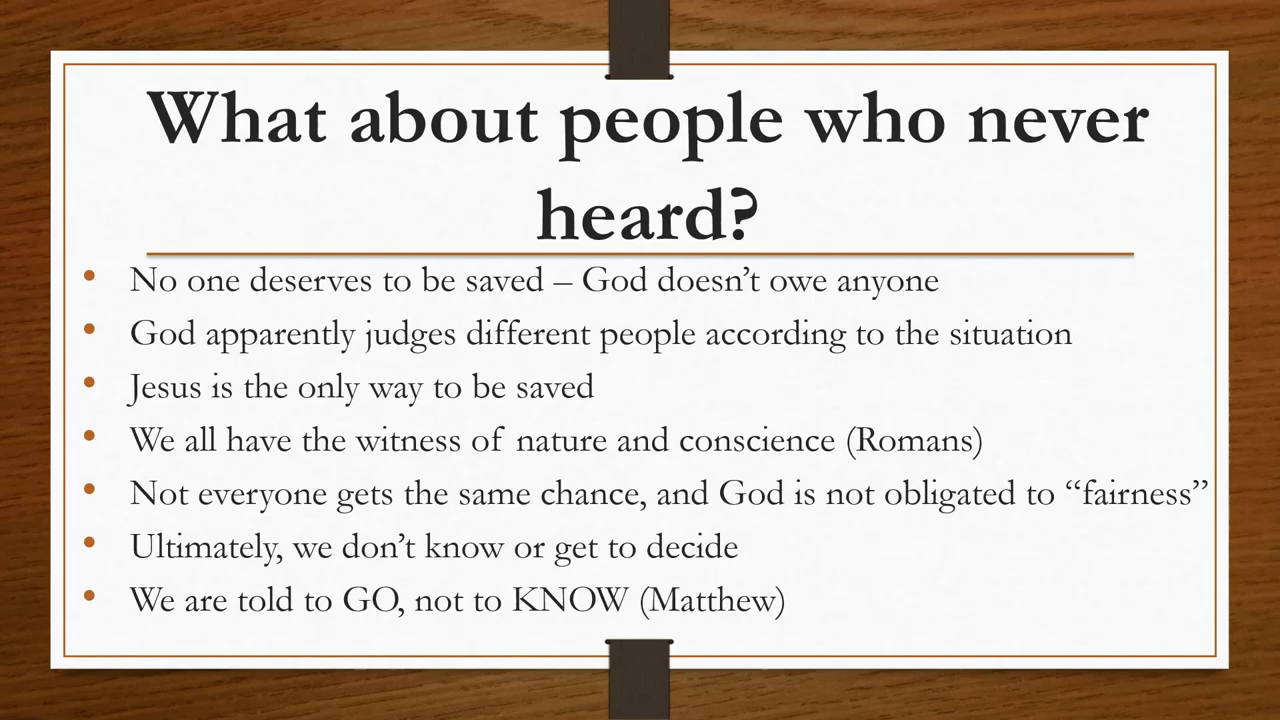 What about people who never
heard?
• No one deserves to be saved – God doesn’t owe anyone
• God apparently judges different people according to the situation
• Jesus is the only way to be saved
• We all have the witness of nature and conscience (Romans)
• Not everyone gets the same chance, and God is not obligated to “fairness”
• Ultimately, we don’t know or get to decide
• We are told to GO, not to KNOW (Matthew)